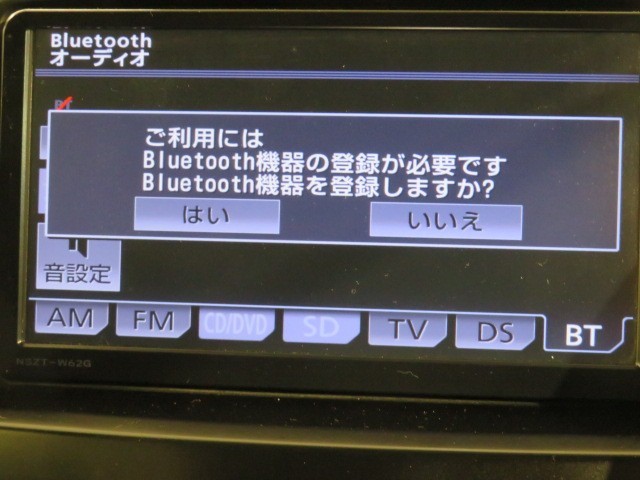 Bluetooth
オーディオ
BT
ご利用には
Bluetooth機器の登録が必要です
Bluetooth機器を登録しますか?
はい いいえ
音設定
AM FM CD/DVD SD TV DS BT
NSZT-W62G